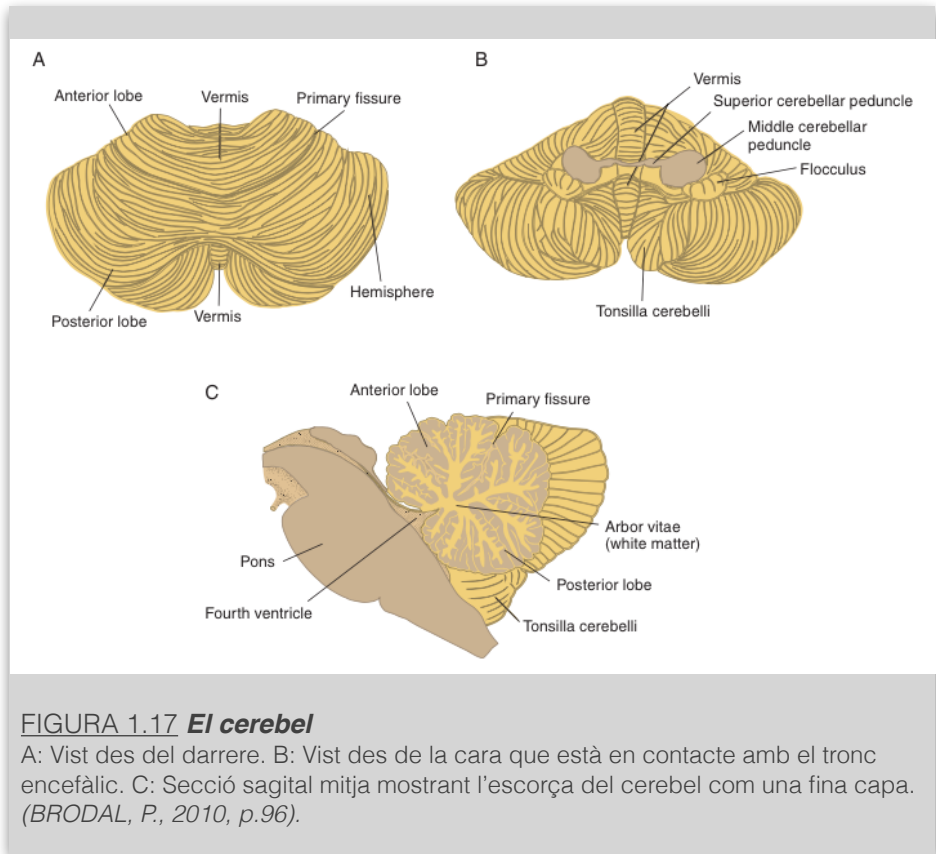 A
Anterior lobe
Vermis
Primary fissure
Posterior lobe
Vermis
Hemisphere
B
Vermis
Superior cerebellar peduncle
Middle cerebellar
peduncle
Flocculus
Tonsilla cerebelli
C
Anterior lobe
Primary fissure
Pons
Fourth ventricle
Arbor vitae
(white matter)
Posterior lobe
Tonsilla cerebelli
FIGURA 1.17 El cerebel
A: Vist des del darrere. B: Vist des de la cara que està en contacte amb el tronc
encefàlic. C: Secció sagital mitja mostrant l’escorça del cerebel com una fina capa.
(BRODAL, P., 2010, p.96).